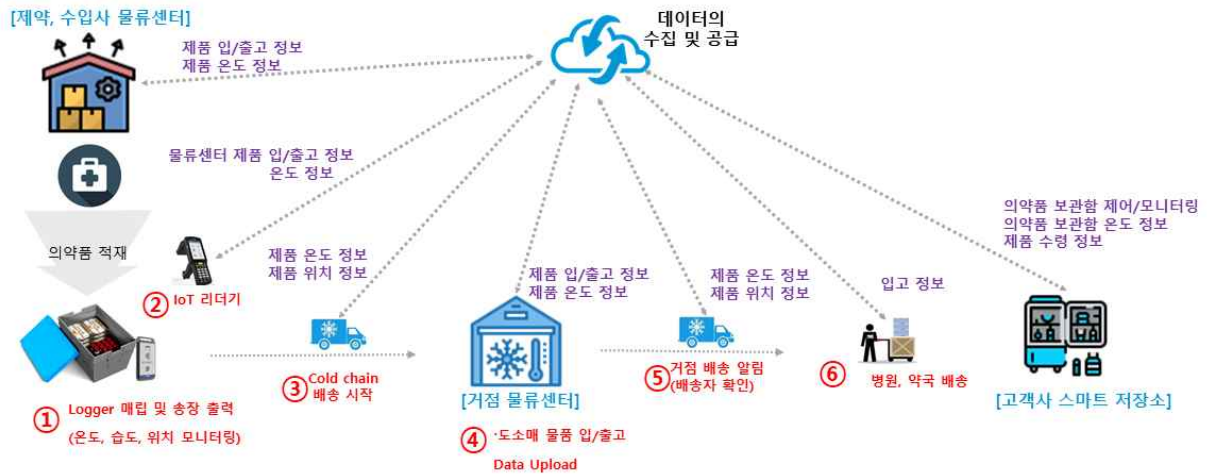 [제약, 수입사 물류센터]
데이터의
수집 및 공급
제품 입/출고 정보
제품 온도 정보
물류센터 제품 입/출고 정보
온도 정보
의약품 적재
② IoT 리더기
제품 온도 정보
제품 위치 정보
제품 입/출고 정보
제품 온도 정보
제품 온도 정보
제품 위치 정보
입고 정보
의약품 보관함 제어/모니터링
의약품 보관함 온도 정보
제품 수령 정보
① Logger 매립 및 송장 출력
(온도, 습도, 위치 모니터링)
③ Cold chain
배송 시작
[거점 물류센터]
④ ·도소매 물품 입/출고
Data Upload
⑤ 거점 배송 알림
(배송자 확인)
⑥ 병원, 약국 배송
[고객사 스마트 저장소]